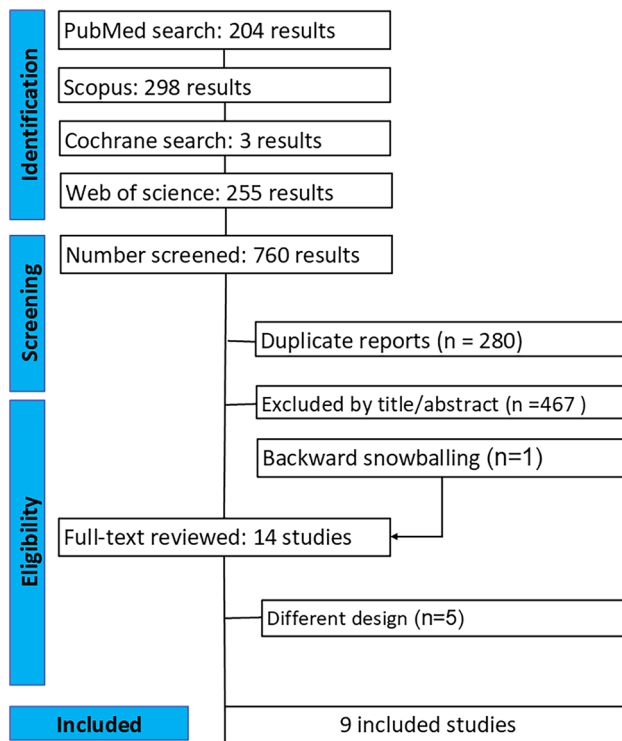 Identification
PubMed search: 204 results
Scopus: 298 results
Cochrane search: 3 results
Web of science: 255 results
Screening
Number screened: 760 results
Duplicate reports (n = 280)
Eligibility
Excluded by title/abstract (n =467 )
Backward snowballing (n=1)
Full-text reviewed: 14 studies
Different design (n=5)
Included
9 included studies